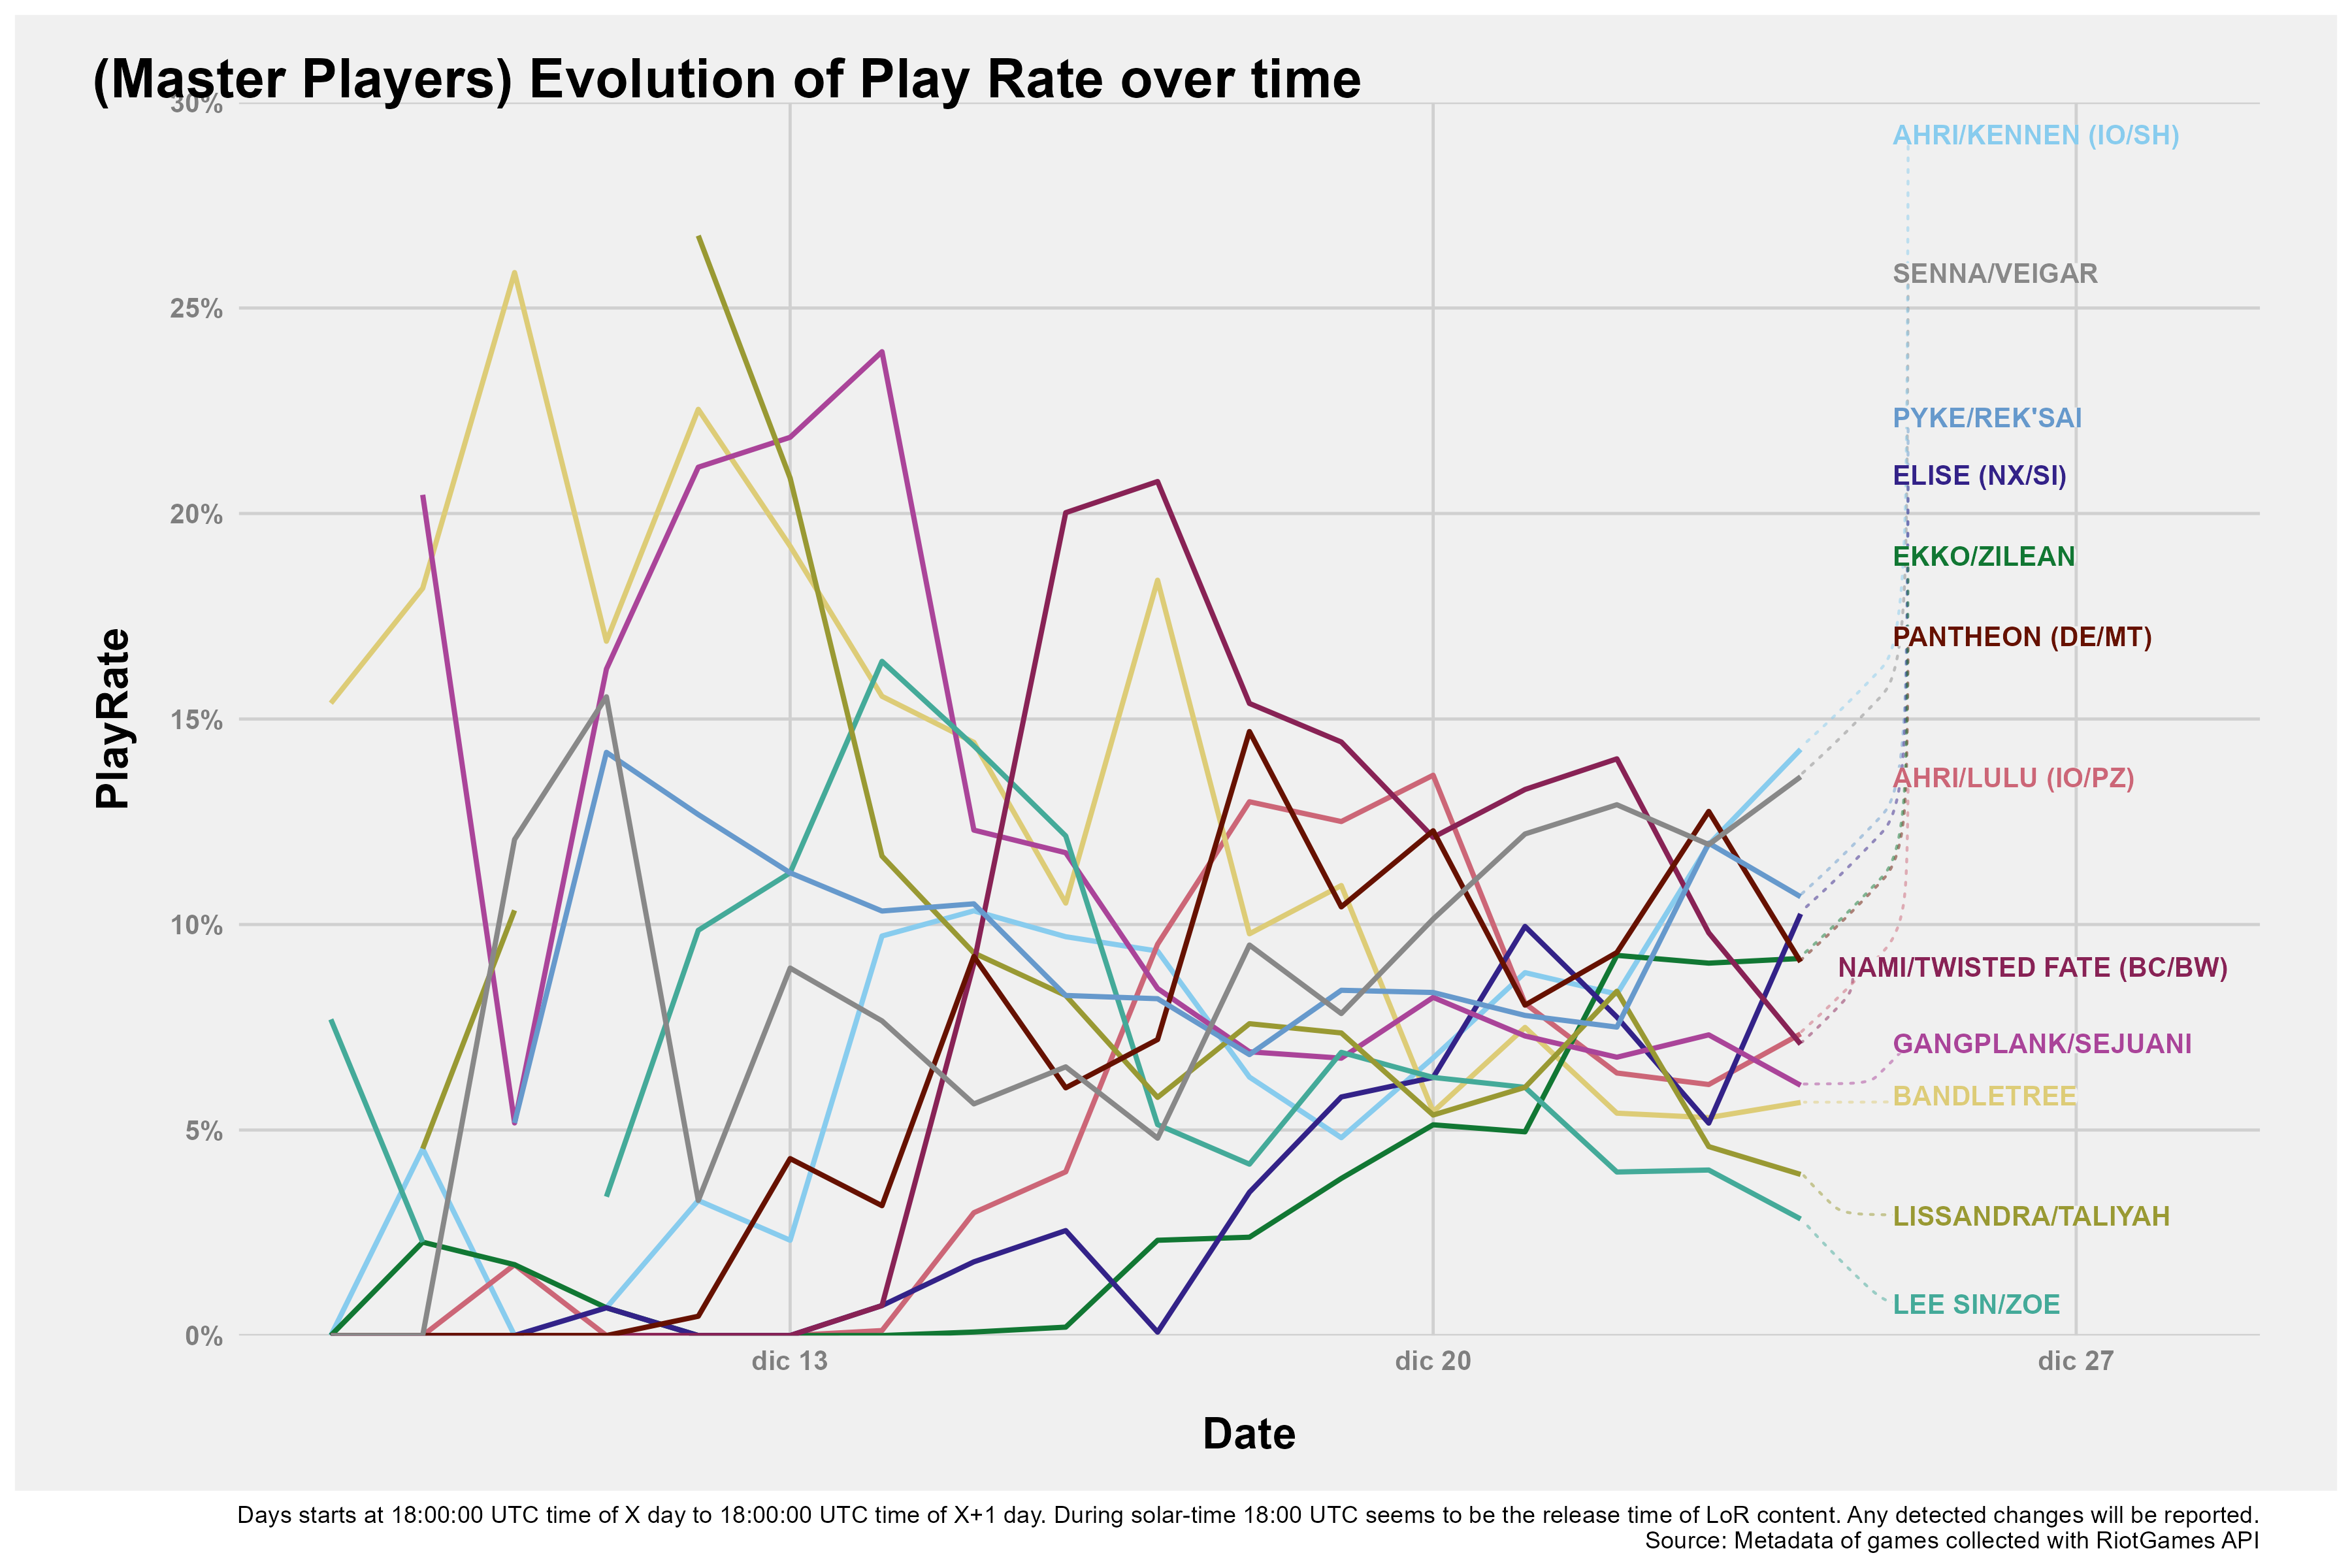 (Master Players) Evolution of Play Rate over time
30%
25%
20%
15%
10%
5%
0%
PlayRate
AHRI/KENNEN (IO/SH)
SENNA/VEIGAR
PYKE/REK'SAI
ELISE (NX/SI)
EKKO/ZILEAN
PANTHEON (DE/MT)
AHRI/LULU (IO/PZ)
NAMI/TWISTED FATE (BC/BW)
GANGPLANK/SEJUANI
BANDLETREE
LISSANDRA/TALIYAH
LEE SIN/ZOE
dic 13
dic 20
dic 27
Date
Days starts at 18:00:00 UTC time of X day to 18:00:00 UTC time of X+1 day. During solar-time 18:00 UTC seems to be the release time of LoR content. Any detected changes will be reported.
Source: Metadata of games collected with RiotGames API